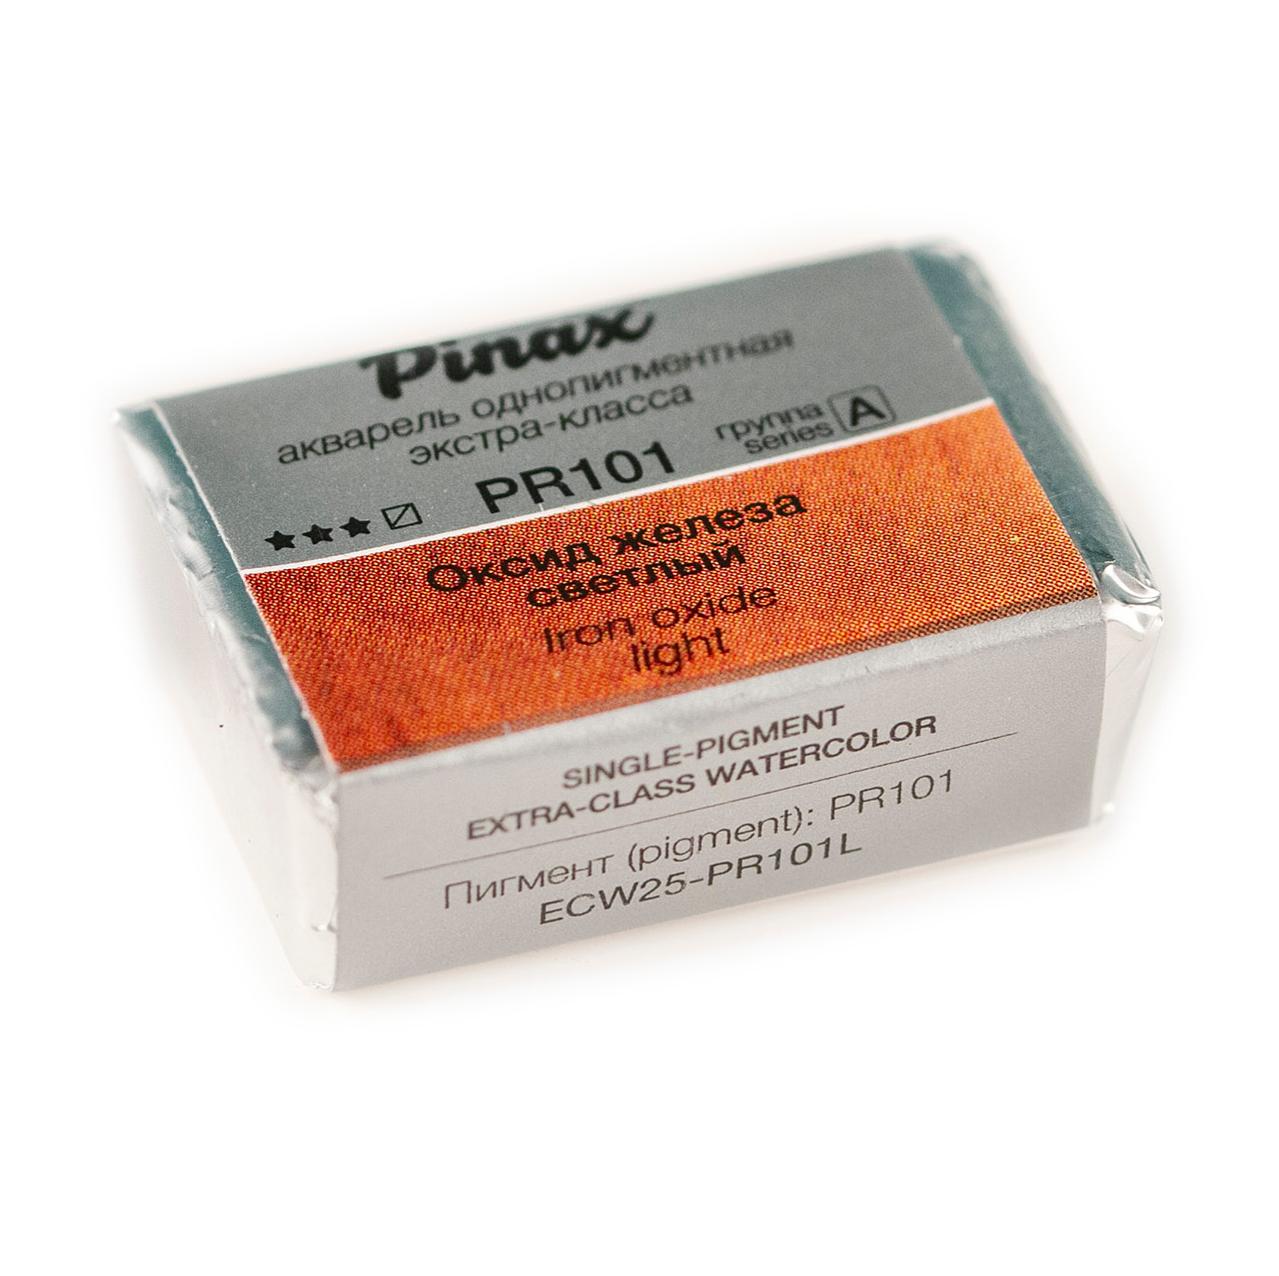 Pinax
акварель однопигментная
экстра-класса
PR101
группа
series A
Оксид железа
светлый
Iron oxide
light
SINGLE-PIGMENT
EXTRA-CLASS WATERCOLOR
Пигмент (pigment): PR101
ECW25-PR101L